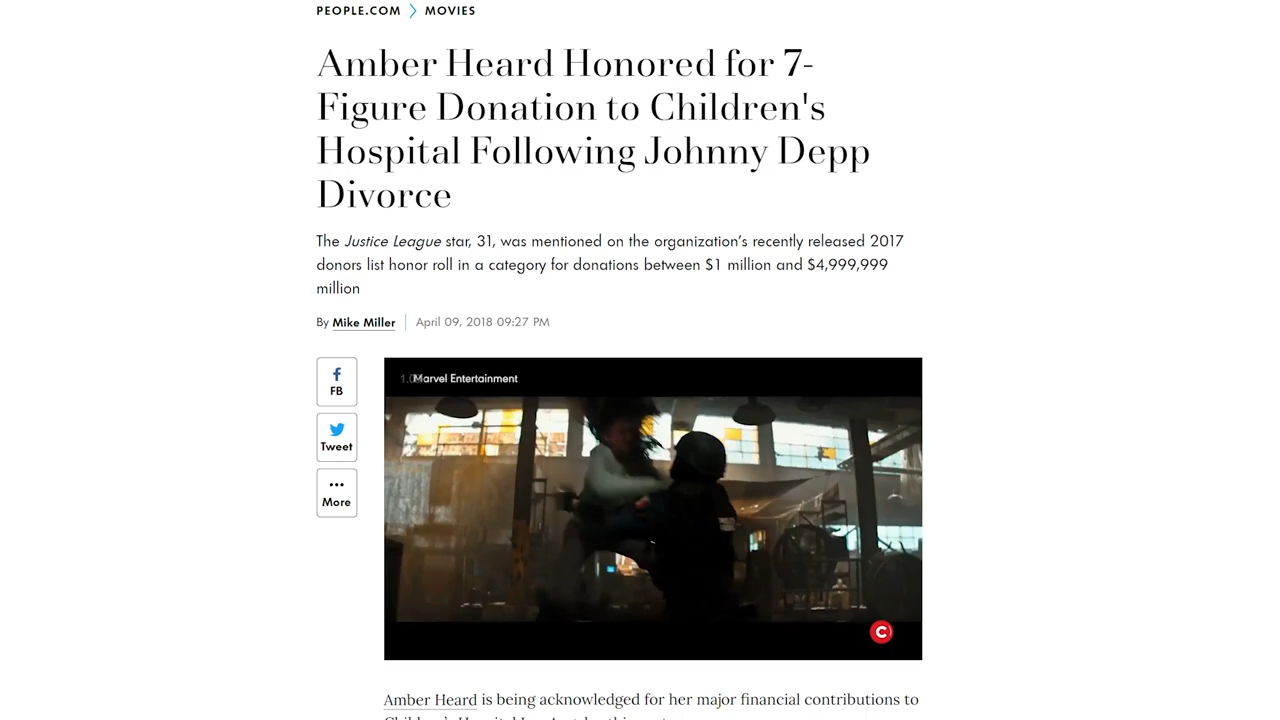 PEOPLE.COM > MOVIES
Amber Heard Honored for 7-
Figure Donation to Children's
Hospital Following Johnny Depp
Divorce
The Justice League star, 31, was mentioned on the organization's recently released 2017
donors list honor roll in a category for donations between $1 million and $4,999,999
million
By Mike Miller | April 09, 2018 09:27 PM
FB
Tweet
More
Marvel Entertainment
C
Amber Heard is being acknowledged for her major financial contributions to